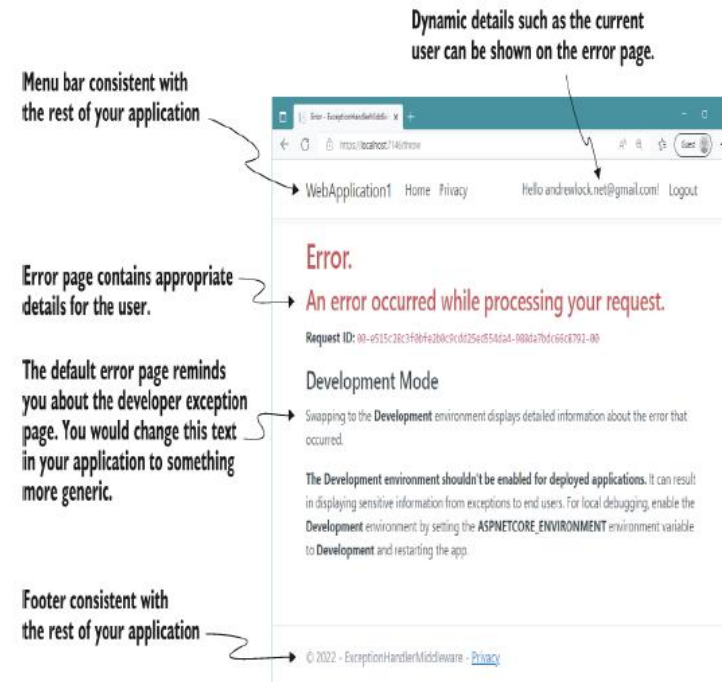 Dynamic details such as the current
user can be shown on the error page.
Menu bar consistent with
the rest of your application
Error - ExceptionHandlerMiddle
https://localhost:7146/throw
Guest
WebApplication1 Home Privacy Hello andrewlock.net@gmail.com! Logout
Error.
An error occurred while processing your request.
Error page contains appropriate
details for the user.
Request ID:
The default error page reminds
you about the developer exception
page. You would change this text
in your application to something
more generic.
Development Mode
Swapping to the Development environment displays detailed information about the error that
occurred.
The Development environment shouldn't be enabled for deployed applications. It can result
in displaying sensitive information from exceptions to end users. For local debugging, enable the
Development environment by setting the ASPNETCORE_ENVIRONMENT environment variable
to Development and restarting the app.
Footer consistent with
the rest of your application
© 2022 - ExceptionHandlerMiddleware - Privacy